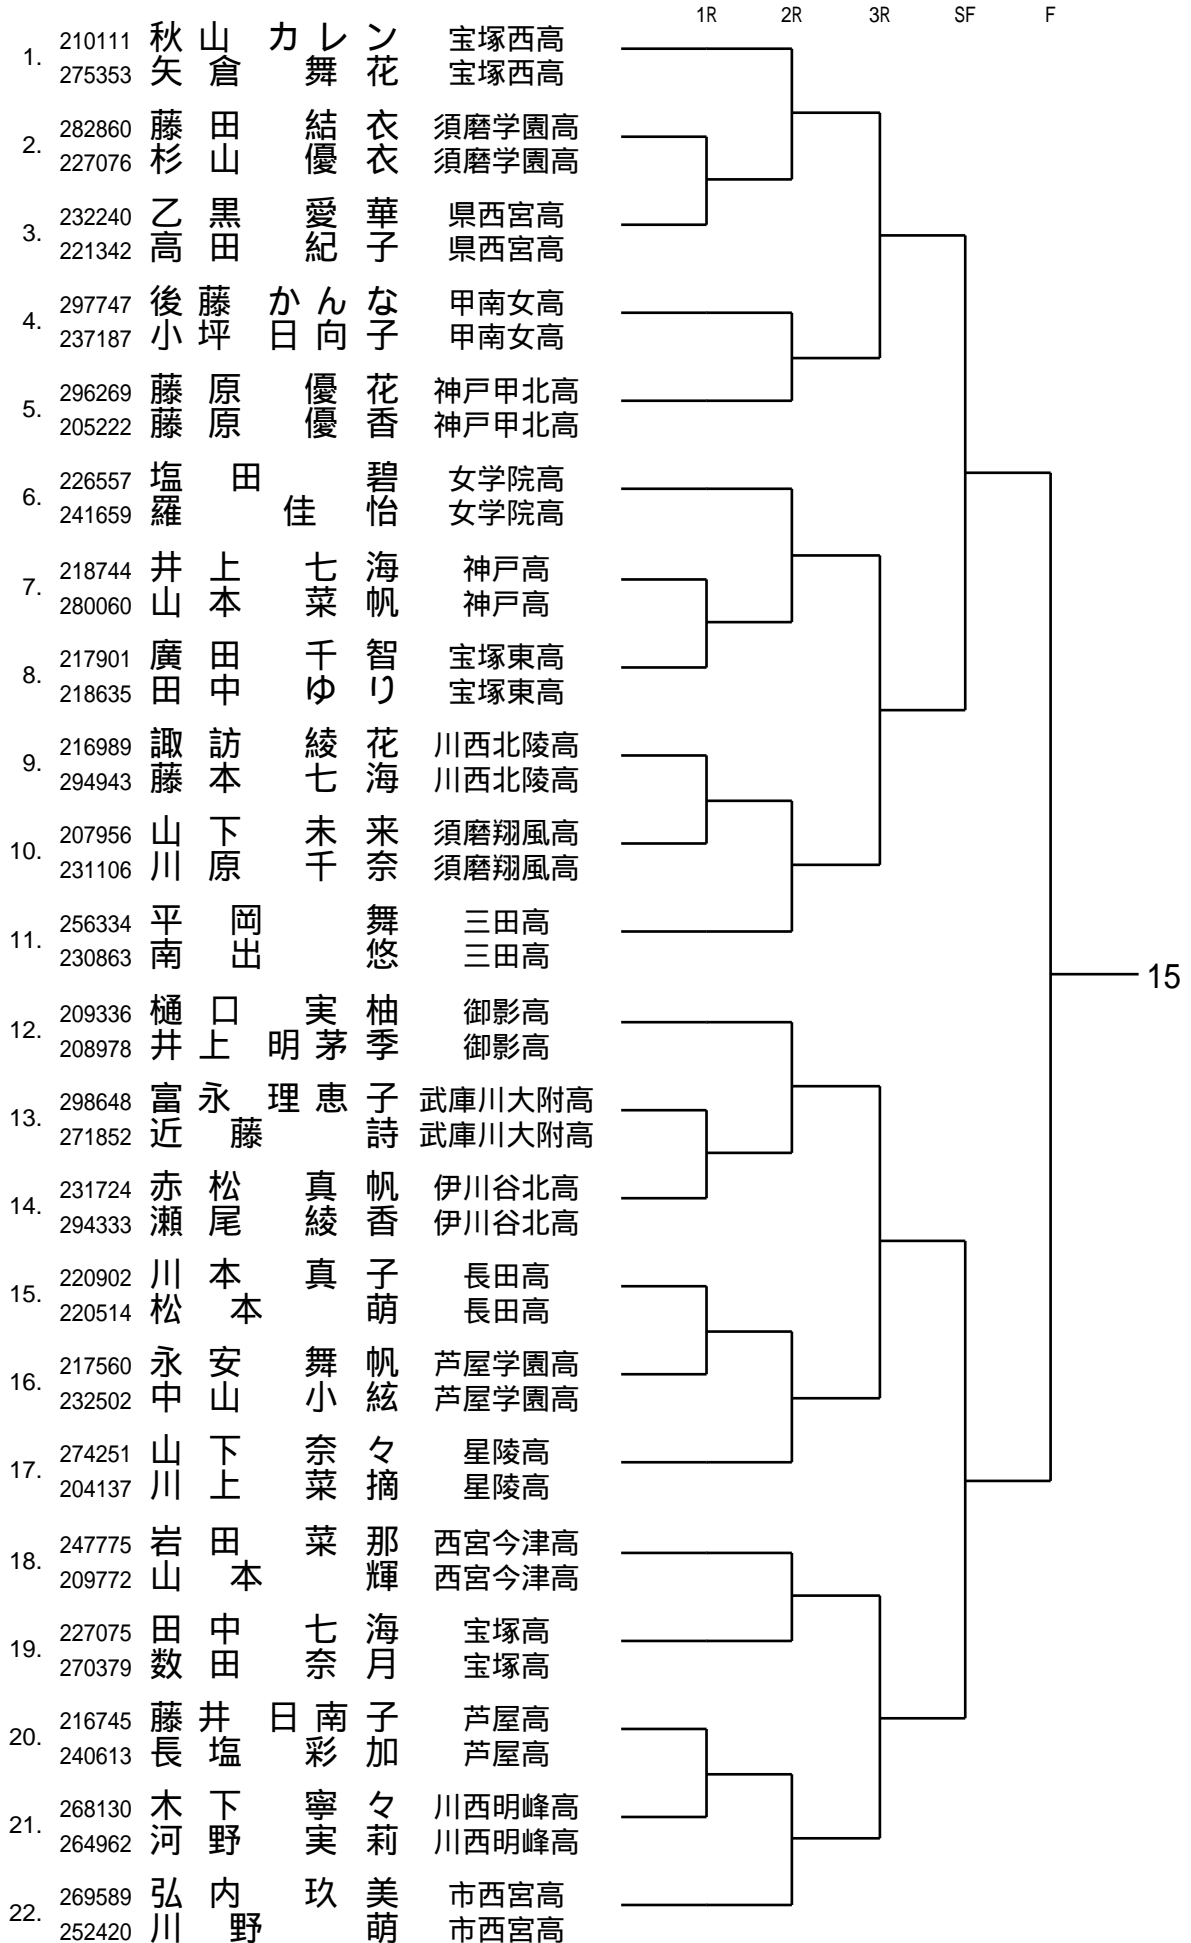 1R 2R 3R SF F
1. 210111 秋山 カレン 宝塚西高
275353 矢倉 舞花 宝塚西高
2. 282860 藤田 結衣 須磨学園高
227076 杉山 優衣 須磨学園高
3. 232240 乙黒 愛華 県西宮高
221342 高田 紀子 県西宮高
4. 297747 後藤 かんな 甲南女高
237187 小坪 日向子 甲南女高
5. 296269 藤原 優花 神戸甲北高
205222 藤原 優香 神戸甲北高
6. 226557 塩田 碧 女学院高
241659 羅 佳怡 女学院高
7. 218744 井上 七海 神戸高
280060 山本 菜帆 神戸高
8. 217901 廣田 千智 宝塚東高
218635 田中 ゆり 宝塚東高
9. 216989 諏訪 綾花 川西北陵高
294943 藤本 七海 川西北陵高
10. 207956 山下 未来 須磨翔風高
231106 川原 千奈 須磨翔風高
11. 256334 平岡 舞 三田高
230863 南出 悠 三田高
15
12. 209336 樋口 実柚 御影高
208978 井上 明茅季 御影高
13. 298648 富永 理恵子 武庫川大附高
271852 近藤 詩 武庫川大附高
14. 231724 赤松 真帆 伊川谷北高
294333 瀬尾 綾香 伊川谷北高
15. 220902 川本 真子 長田高
220514 松本 萌 長田高
16. 217560 永安 舞帆 芦屋学園高
232502 中山 小絃 芦屋学園高
17. 274251 山下 奈々 星陵高
204137 川上 菜摘 星陵高
18. 247775 岩田 菜那 西宮今津高
209772 山本 輝 西宮今津高
19. 227075 田中 七海 宝塚高
270379 数田 奈月 宝塚高
20. 216745 藤井 日南子 芦屋高
240613 長塩 彩加 芦屋高
21. 268130 木下 寧々 川西明峰高
264962 河野 実莉 川西明峰高
22. 269589 弘内 玖美 市西宮高
252420 川野 萌 市西宮高